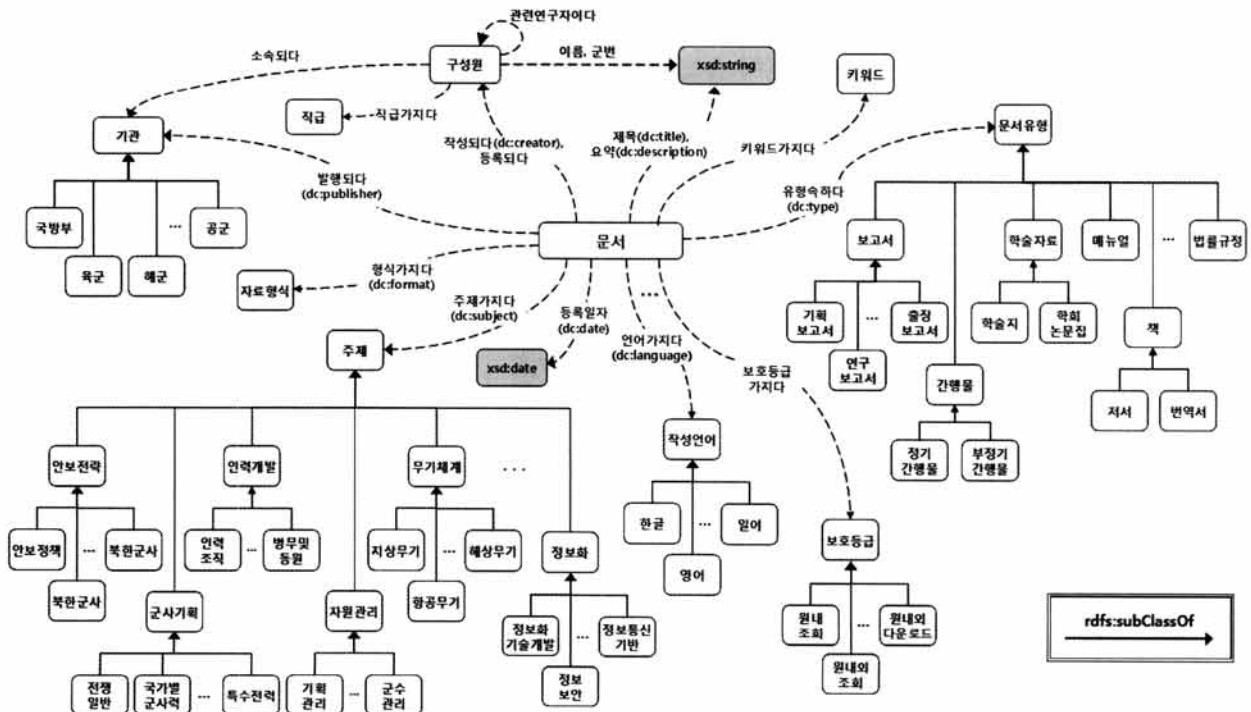 관련연구자이다
소속되다
구성원
이름, 군번
xsd:string
키워드
직급
직급가지다
기관
작성되다(dc:creator),
등록되다
제목(dc:title),
요약(dc:description)
키워드가지다
문서유형
발행되다
(dc:publisher)
유형속하다
(dc:type)
국방부
...
공군
육군
해군
문서
보고서
학술자료
매뉴얼
...
법률규정
자료형식
형식가지다
(dc:format)
주제가지다
(dc:subject)
등록일자
(dc:date)
...
언어가지다
(dc:language)
기획
보고서
...
출장
보고서
연구
보고서
학술지
학회
논문집
책
주제
xsd:date
보호등급
가지다
간행물
저서
번역서
정기
간행물
부정기
간행물
안보전략
인력개발
무기체계
...
작성언어
안보정책
...
북한군사
인력
조직
...
병무및
동원
지상무기
...
해상무기
정보화
한글
...
일어
영어
보호등급
북한군사
군사기획
자원관리
항공무기
정보화
기술개발
...
정보통신
기반
정보
보안
원내
조회
...
원내외
다운로드
원내외
조회
전쟁
일반
국가별
군사력
...
특수전력
기획
관리
...
군수
관리
rdfs:subClassOf